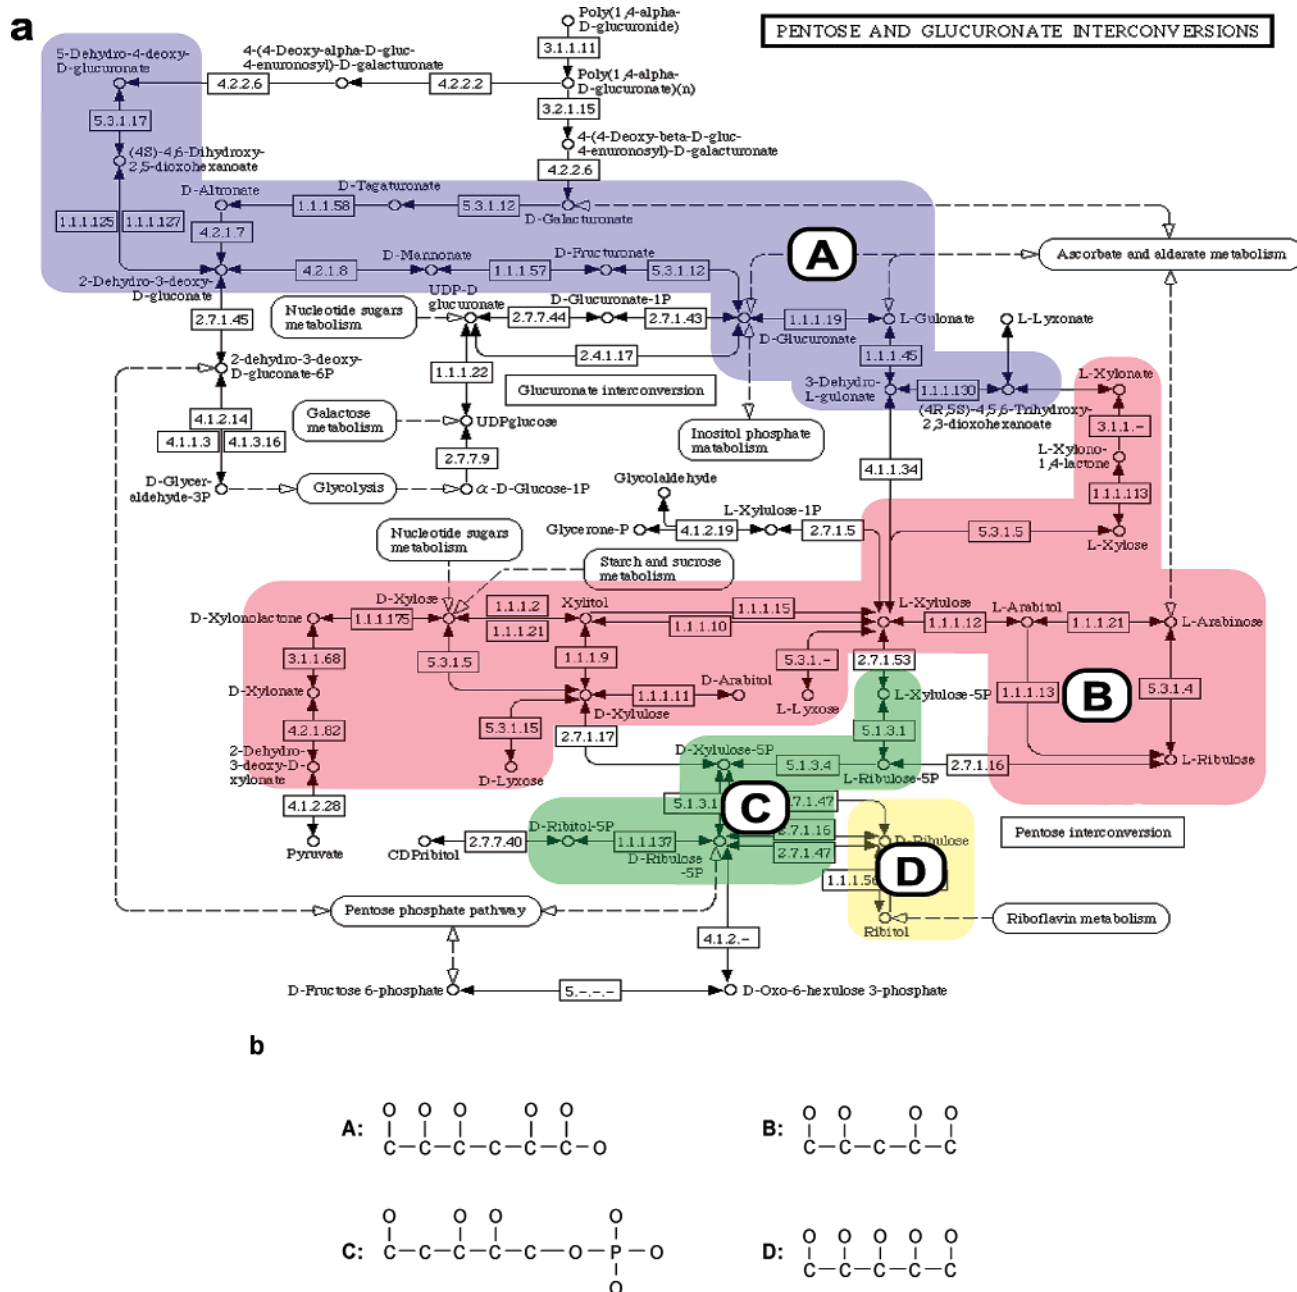 a
PENTOSE AND GLUCURONATE INTERCONVERSIONS
Poly(1,4-alpha-
D-glucuronide)
3.1.1.11
5-Dehydro-4-deoxy-
D-glucuronate
4-(4-Deoxy-alpha-D-gluc-
4-enuronosyl)-D-galacturonate
4.2.2.6
4.2.2.2
Poly(1,4-alpha-
D-glucuronate)(n)
3.2.1.15
5.3.1.17
4-(4-Deoxy-beta-D-gluc-
4-enuronosyl)-D-galacturonate
(4S)-4,6-Dihydroxy-
2,5-dioxohexanoate
4.2.2.6
D-Altronate
D-Tagaturonate
1.1.1.58
5.3.1.12
D-Galacturonate
1.1.1.125
1.1.1.127
4.2.1.7
A
Ascorbate and aldarate metabolism
D-Mannonate
D-Fructuronate
4.2.1.8
1.1.1.57
5.3.1.12
2-Dehydro-3-deoxy-
D-gluconate
UDP-D
glucuronate
D-Glucuronate-1P
Nucleotide sugars
metabolism
2.7.1.45
2.7.7.44
2.7.1.43
1.1.1.19
L-Gulonate
L-Lyxonate
D-Glucuronate
2.4.1.17
1.1.1.45
2-dehydro-3-deoxy-
D-gluconate-6P
1.1.1.22
Glucuronate interconversion
3-Dehydro-
L-gulonate
1.1.1.130
L-Xylonate
(4R,5S)-4,5,6-Trihydroxy-
2,3-dioxohexanoate
4.1.2.14
4.1.1.3
4.1.3.16
Galactose
metabolism
UDPglucose
Inositol phosphate
matabolism
3.1.1.-
L-Xylono-
1,4-lactone
2.7.7.9
4.1.1.34
1.1.1.113
D-Glycer-
aldehyde-3P
Glycolysis
α-D-Glucose-1P
Glycolaldehyde
L-Xylulose-1P
Glycerone-P
4.1.2.19
2.7.1.5
5.3.1.5
L-Xylose
Nucleotide sugars
metabolism
Starch and sucrose
metabolism
D-Xylose
Xylitol
L-Xylulose
L-Arabitol
1.1.1.2
1.1.1.15
D-Xylonolactone
1.1.1.175
1.1.1.21
1.1.1.10
1.1.1.12
1.1.1.21
L-Arabinose
3.1.1.68
5.3.1.5
1.1.1.9
5.3.1.-
2.7.1.53
D-Xylonate
D-Arabitol
1.1.1.11
L-Lyxose
L-Xylulose-5P
1.1.1.13
B
5.3.1.4
D-Xylulose
4.2.1.82
5.3.1.15
2.7.1.17
5.1.3.1
2-Dehydro-
3-deoxy-D-
xylonate
D-Xylulose-5P
D-Lyxose
5.1.3.4
L-Ribulose-5P
2.7.1.16
L-Ribulose
4.1.2.28
5.1.3.1
C
2.7.1.47
Pyruvate
CDPribitol
2.7.7.40
D-Ribitol-5P
1.1.1.137
D-Ribulose
-5P
2.7.1.16
2.7.1.47
D-Ribulose
Pentose interconversion
1.1.1.56
D
Pentose phosphate pathway
Ribitol
Riboflavin metabolism
4.1.2.-
D-Fructose 6-phosphate
5.-.-.-
D-Oxo-6-hexulose 3-phosphate
b
O O O O O
A: C-C-C-C-C-C-O
O O O O
B: C-C-C-C-C
O O O O
C: C-C-C-C-C-O-P-O
O
O O O O O
D: C-C-C-C-C